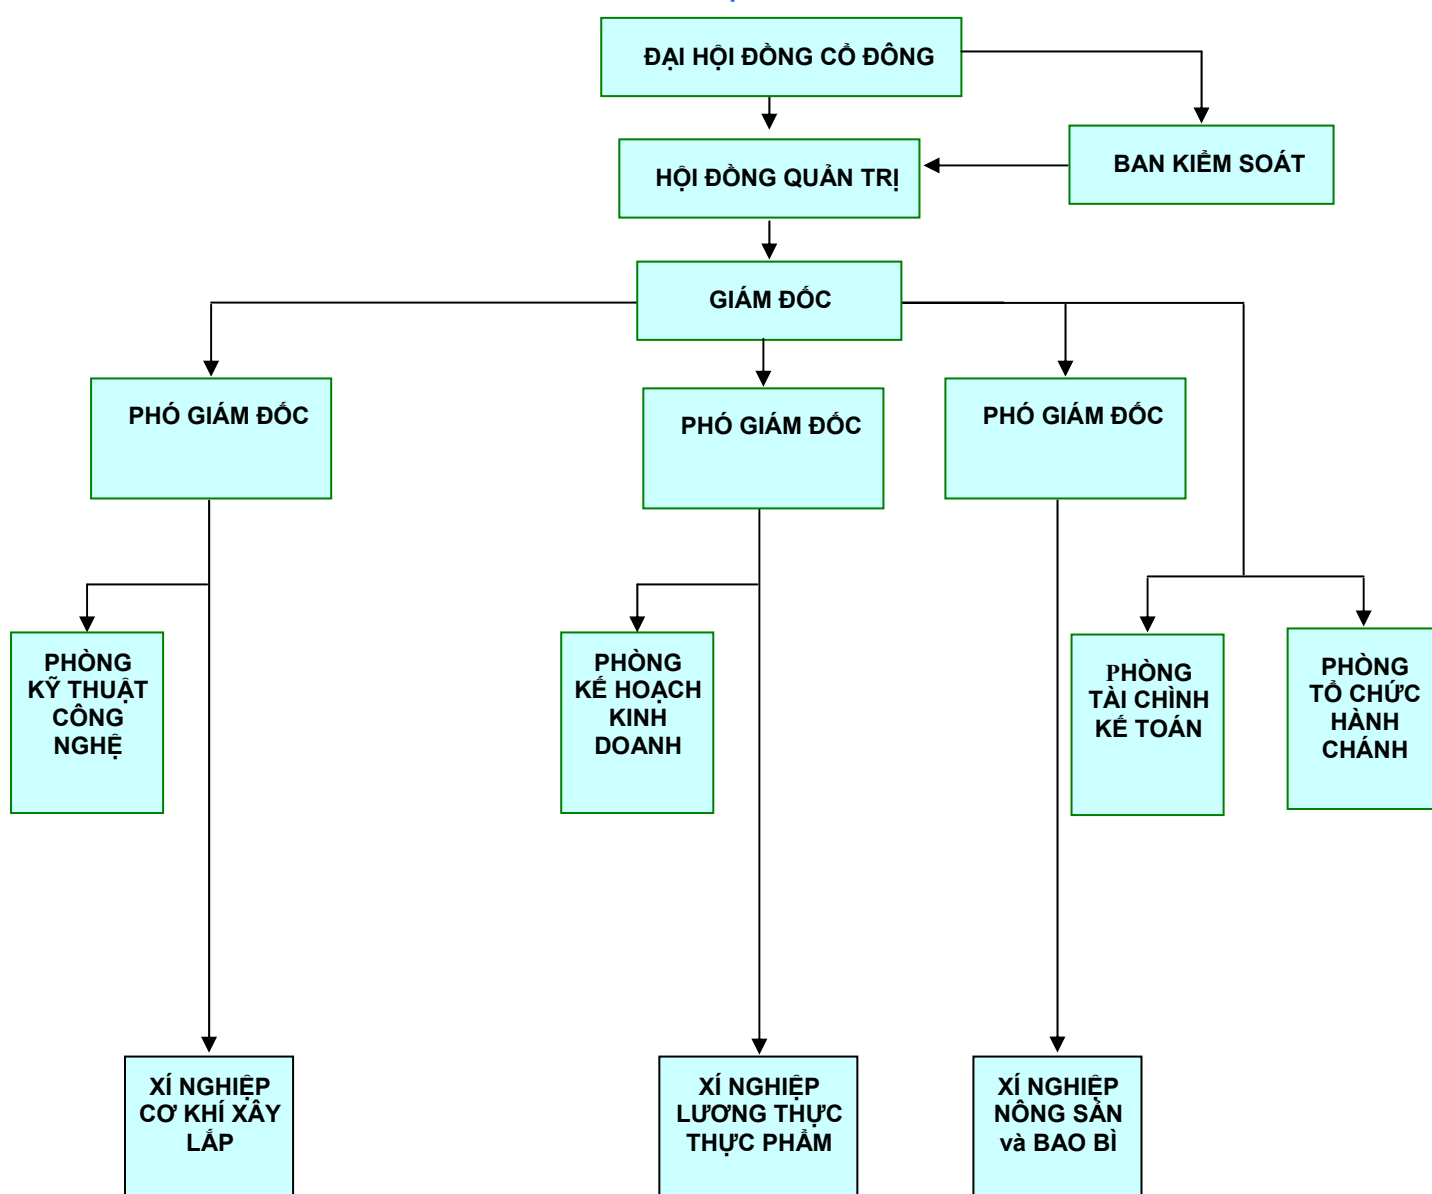 ĐẠI HỘI ĐỒNG CỔ ĐÔNG
BAN KIỂM SOÁT
HỘI ĐỒNG QUẢN TRỊ
GIÁM ĐỐC
PHÓ GIÁM ĐỐC
PHÓ GIÁM ĐỐC
PHÓ GIÁM ĐỐC
PHÒNG
KỸ THUẬT
CÔNG
NGHỆ
PHÒNG
KẾ HOẠCH
KINH
DOANH
PHÒNG
TÀI CHÌNH
KẾ TOÁN
PHÒNG
TỔ CHỨC
HÀNH
CHÁNH
XÍ NGHIỆP
CƠ KHÍ XÂY
LẮP
XÍ NGHIỆP
LƯƠNG THỰC
THỰC PHẨM
XÍ NGHIỆP
NÔNG SẢN
và BAO BÌ